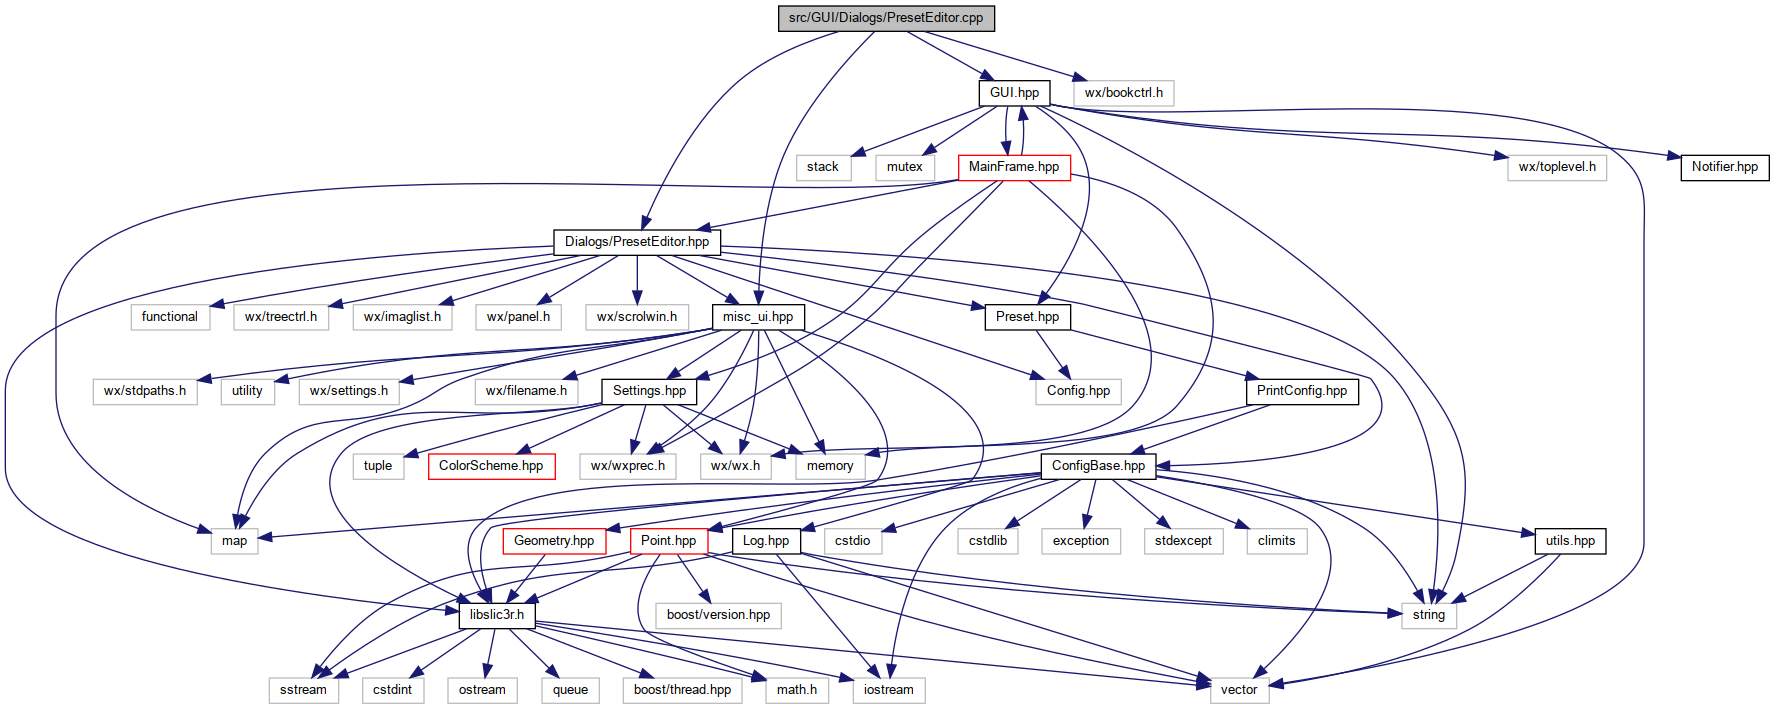 src/GUI/Dialogs/PresetEditor.cpp
GUI.hpp
wx/bookctrl.h
stack
mutex
MainFrame.hpp
wx/toplevel.h
Notifier.hpp
Dialogs/PresetEditor.hpp
functional
wx/treectrl.h
wx/imaglist.h
wx/panel.h
wx/scrolwin.h
misc_ui.hpp
Preset.hpp
wx/stdpaths.h
utility
wx/settings.h
wx/filename.h
Settings.hpp
Config.hpp
PrintConfig.hpp
tuple
ColorScheme.hpp
wx/wxprec.h
wx/wx.h
memory
ConfigBase.hpp
map
Geometry.hpp
Point.hpp
Log.hpp
cstdio
cstdlib
exception
stdexcept
climits
utils.hpp
libslic3r.h
boost/version.hpp
string
sstream
cstdint
ostream
queue
boost/thread.hpp
math.h
iostream
vector